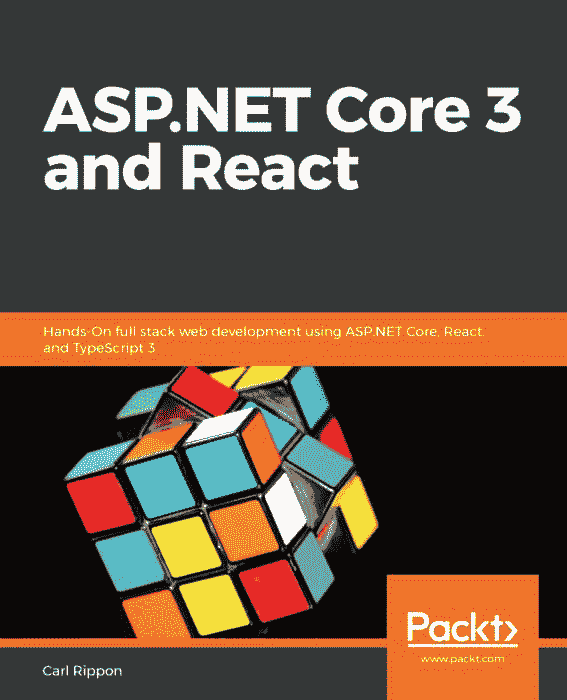 ASP.NET Core 3
and React
Hands-On full stack web development using ASP.NET Core, React,
and TypeScript 3
Packt>
www.packt.com
Carl Rippon